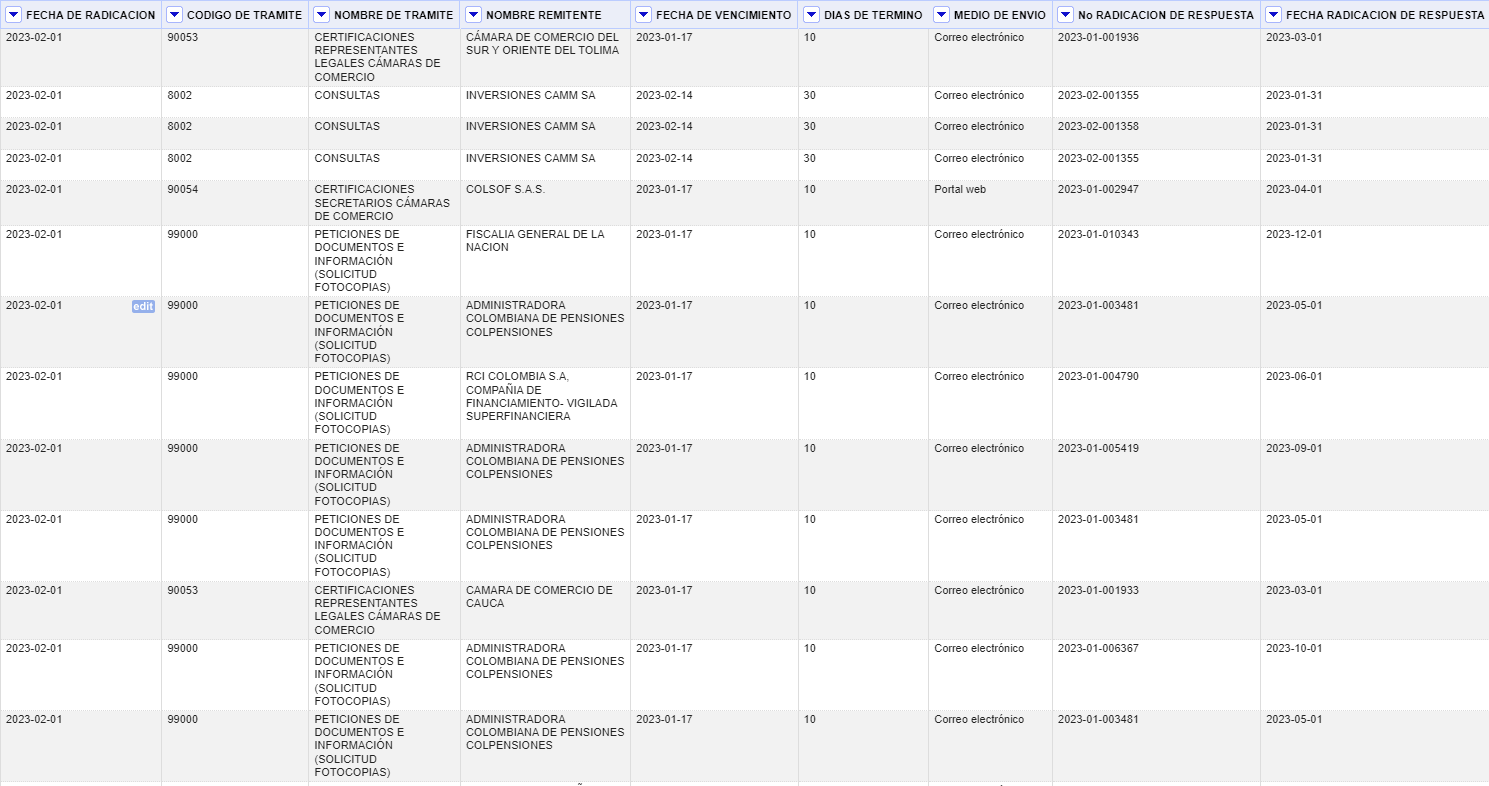 FECHA DE RADICACION CODIGO DE TRAMITE NOMBRE DE TRAMITE NOMBRE REMITENTE FECHA DE VENCIMIENTO DIAS DE TERMINO MEDIO DE ENVIO No RADICACION DE RESPUESTA FECHA RADICACION DE RESPUESTA
2023-02-01 90053 CERTIFICACIONES CÁMARA DE COMERCIO DEL 2023-01-17 10 Correo electrónico 2023-01-001936 2023-03-01
REPRESENTANTES SUR Y ORIENTE DEL TOLIMA
LEGALES CÁMARAS DE
COMERCIO
2023-02-01 8002 CONSULTAS INVERSIONES CAMM SA 2023-02-14 30 Correo electrónico 2023-02-001355 2023-01-31
2023-02-01 8002 CONSULTAS INVERSIONES CAMM SA 2023-02-14 30 Correo electrónico 2023-02-001358 2023-01-31
2023-02-01 8002 CONSULTAS INVERSIONES CAMM SA 2023-02-14 30 Correo electrónico 2023-02-001355 2023-01-31
2023-02-01 90054 CERTIFICACIONES COLSOF S.A.S. 2023-01-17 10 Portal web 2023-01-002947 2023-04-01
SECRETARIOS CÁMARAS
DE COMERCIO
2023-02-01 99000 PETICIONES DE FISCALIA GENERAL DE LA 2023-01-17 10 Correo electrónico 2023-01-010343 2023-12-01
DOCUMENTOS E NACION
INFORMACIÓN
(SOLICITUD
FOTOCOPIAS)
2023-02-01 edit 99000 PETICIONES DE ADMINISTRADORA 2023-01-17 10 Correo electrónico 2023-01-003481 2023-05-01
DOCUMENTOS E COLOMBIANA DE PENSIONES
INFORMACIÓN COLPENSIONES
(SOLICITUD
FOTOCOPIAS)
2023-02-01 99000 PETICIONES DE RCI COLOMBIA S.A, 2023-01-17 10 Correo electrónico 2023-01-004790 2023-06-01
DOCUMENTOS E COMPAÑIA DE
INFORMACIÓN FINANCIAMIENTO- VIGILADA
(SOLICITUD SUPERFINANCIERA
FOTOCOPIAS)
2023-02-01 99000 PETICIONES DE ADMINISTRADORA 2023-01-17 10 Correo electrónico 2023-01-005419 2023-09-01
DOCUMENTOS E COLOMBIANA DE PENSIONES
INFORMACIÓN COLPENSIONES
(SOLICITUD
FOTOCOPIAS)
2023-02-01 99000 PETICIONES DE ADMINISTRADORA 2023-01-17 10 Correo electrónico 2023-01-003481 2023-05-01
DOCUMENTOS E COLOMBIANA DE PENSIONES
INFORMACIÓN COLPENSIONES
(SOLICITUD
FOTOCOPIAS)
2023-02-01 90053 CERTIFICACIONES CAMARA DE COMERCIO DE 2023-01-17 10 Correo electrónico 2023-01-001933 2023-03-01
REPRESENTANTES CAUCA
LEGALES CÁMARAS DE
COMERCIO
2023-02-01 99000 PETICIONES DE ADMINISTRADORA 2023-01-17 10 Correo electrónico 2023-01-006367 2023-10-01
DOCUMENTOS E COLOMBIANA DE PENSIONES
INFORMACIÓN COLPENSIONES
(SOLICITUD
FOTOCOPIAS)
2023-02-01 99000 PETICIONES DE ADMINISTRADORA 2023-01-17 10 Correo electrónico 2023-01-003481 2023-05-01
DOCUMENTOS E COLOMBIANA DE PENSIONES
INFORMACIÓN COLPENSIONES
(SOLICITUD
FOTOCOPIAS)